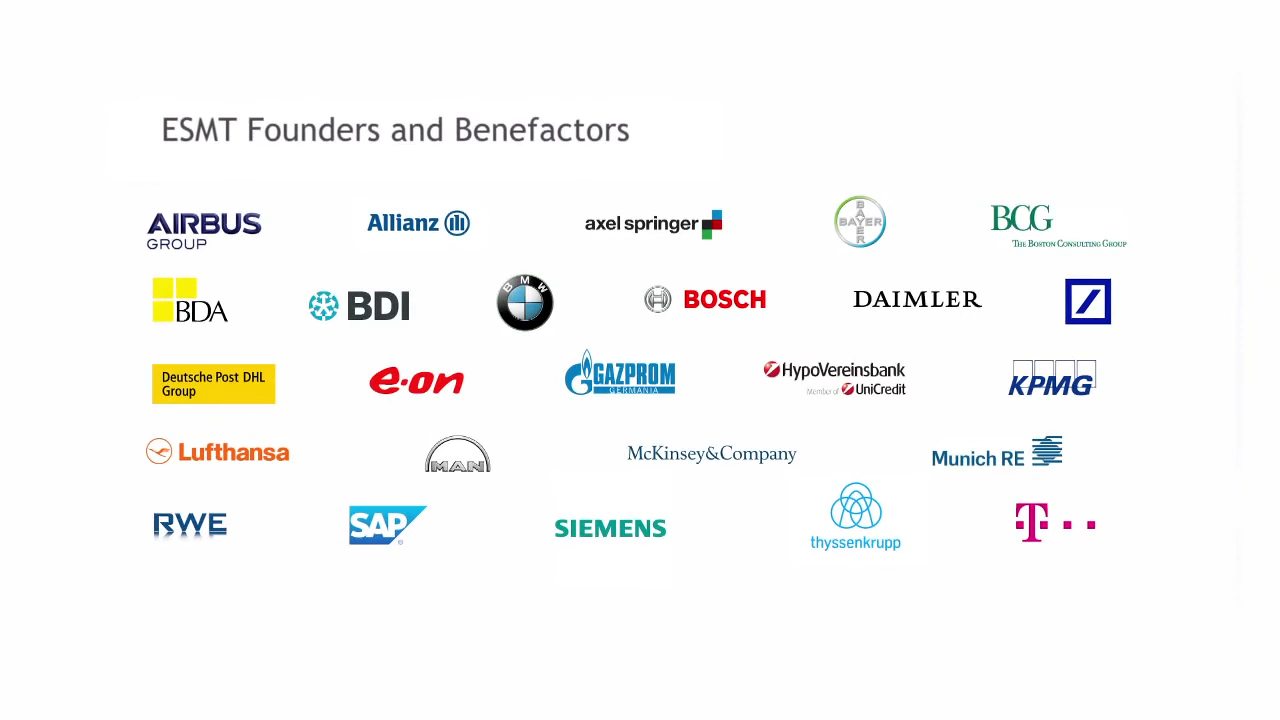 ESMT Founders and Benefactors
AIRBUS
GROUP
Allianz
axel springer
BAYER
BAYER
BCG
THE BOSTON CONSULTING GROUP
BDA
BDI
BMW
BOSCH
DAIMLER
Deutsche Post DHL
Group
e·on
GAZPROM
GERMANIA
HypoVereinsbank
Member of UniCredit
KPMG
Lufthansa
MAN
McKinsey&Company
Munich RE
RWE
SAP
®
SIEMENS
thyssenkrupp
T